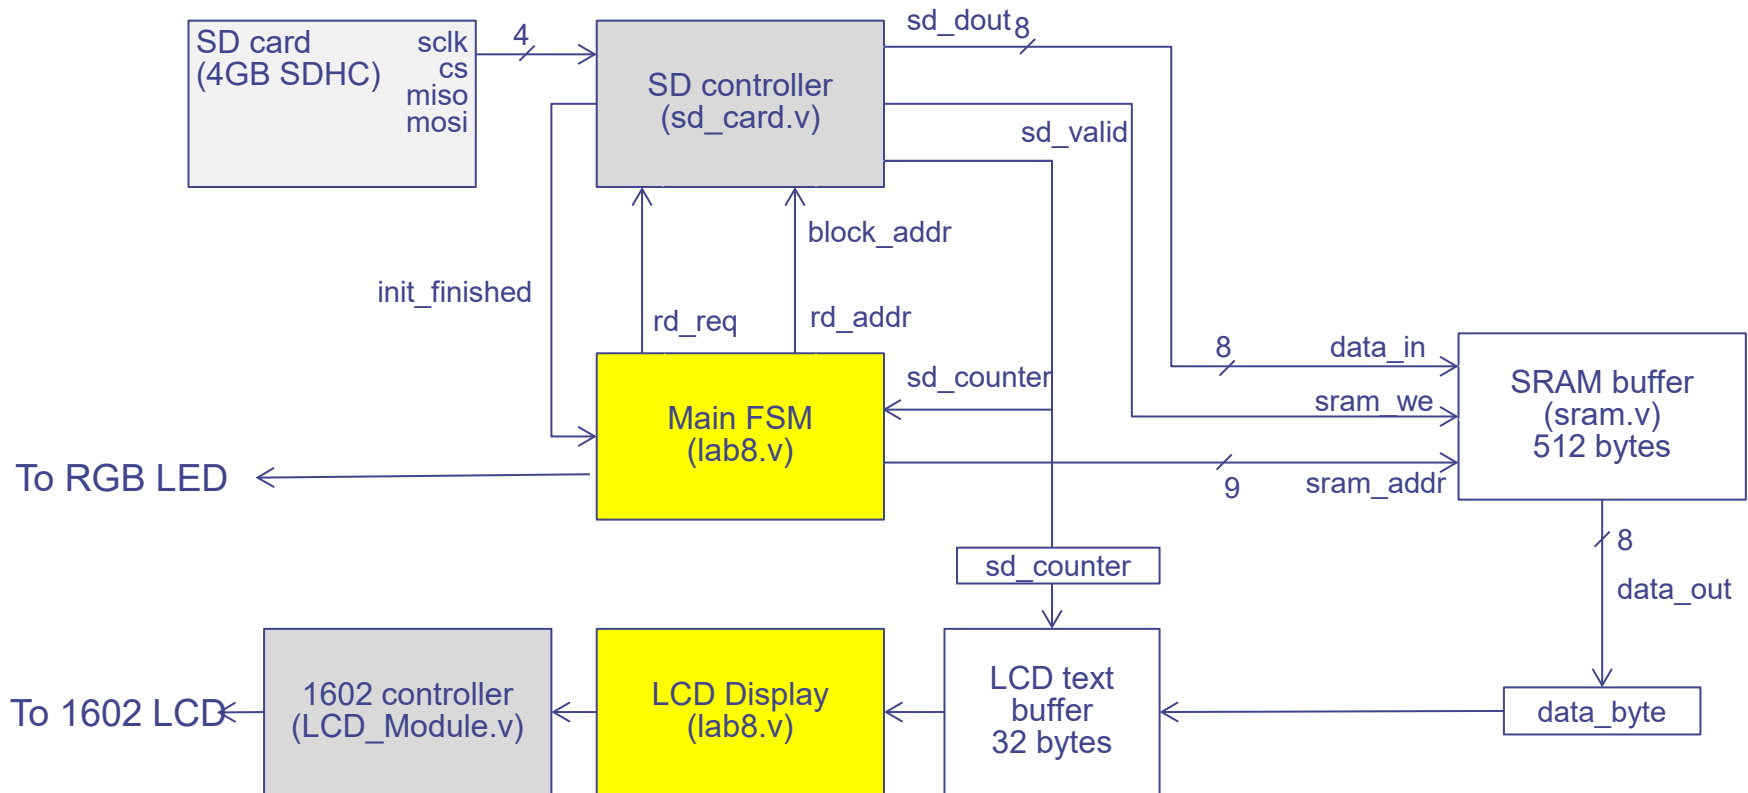 SD card
(4GB SDHC)
sclk
cs
miso
mosi
4
SD controller
(sd_card.v)
sd_dout
8
sd_valid
block_addr
init_finished
rd_req
rd_addr
sd_counter
Main FSM
(lab8.v)
8
data_in
sram_we
9
sram_addr
SRAM buffer
(sram.v)
512 bytes
To RGB LED
sd_counter
8
data_out
To 1602 LCD
1602 controller
(LCD_Module.v)
LCD Display
(lab8.v)
LCD text
buffer
32 bytes
data_byte